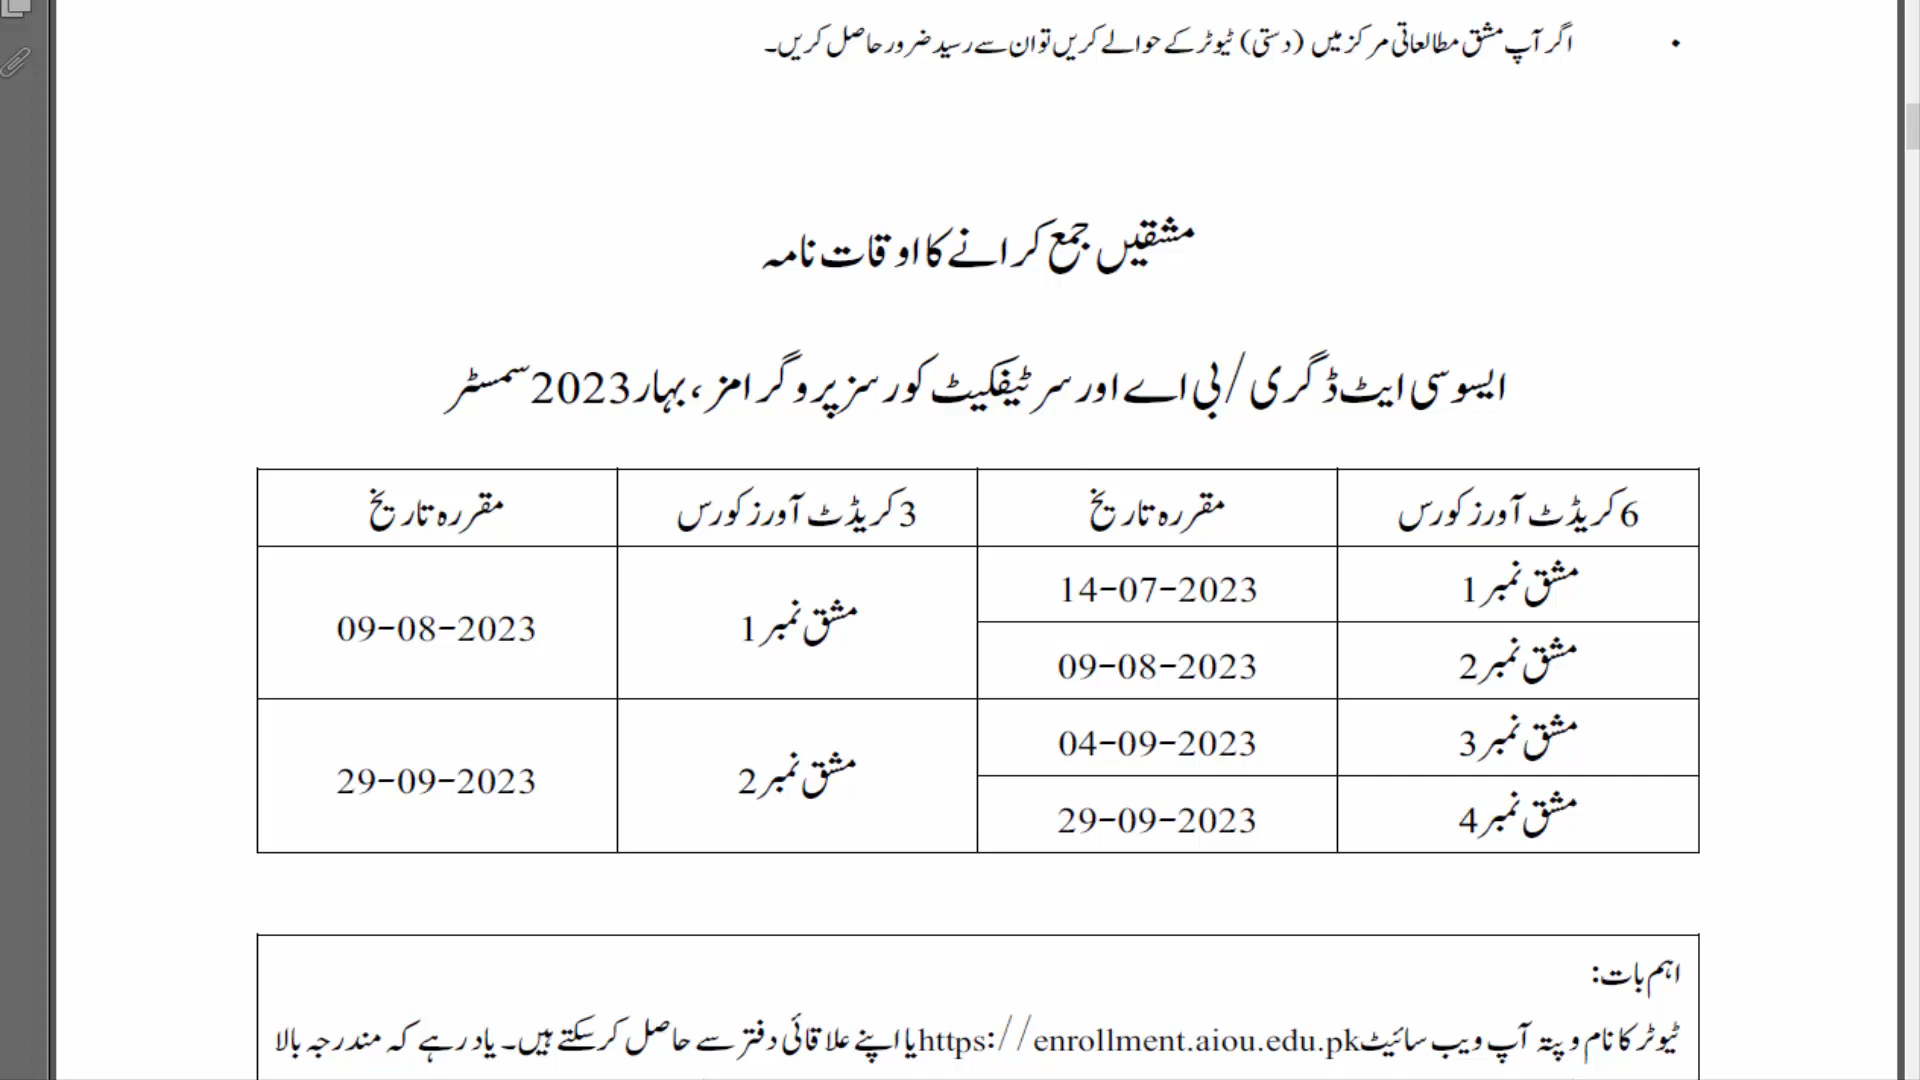 • اگر آپ مشق مطالعاتی مرکز میں (دستی) ٹیوٹر کے حوالے کریں تو ان سے رسید ضرور حاصل کریں۔
مشقیں جمع کرانے کا اوقات نامہ
ایسوسی ایٹ ڈگری /بی اے اور سرٹیفکیٹ کورسز پروگرامز ، بہار 2023 سمسٹر
6 کریڈٹ آورز کورس مقررہ تاریخ 3 کریڈٹ آورز کورس مقررہ تاریخ
مشق نمبر 1 14-07-2023 مشق نمبر 1 09-08-2023
مشق نمبر 2 09-08-2023
مشق نمبر 3 04-09-2023 مشق نمبر 2 29-09-2023
مشق نمبر 4 29-09-2023
اہم بات:
ٹیوٹر کا نام و پتہ آپ ویب سائیٹ https://enrollment.aiou.edu.pk یا اپنے علاقائی دفتر سے حاصل کر سکتے ہیں۔ یاد رہے کہ مندرجہ بالا